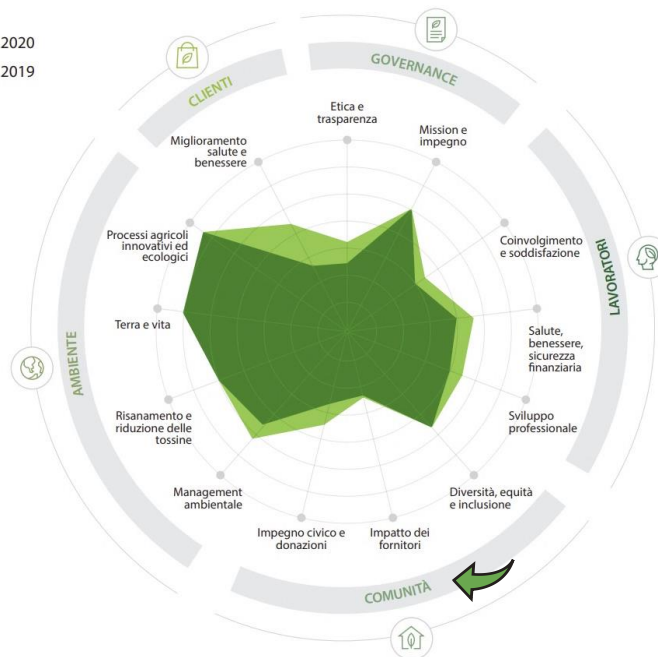 2020
2019
CLIENTI
GOVERNANCE
LAVORATORI
COMUNITÀ
AMBIENTE
Etica e
trasparenza
Mission e
impegno
Coinvolgimento
e soddisfazione
Salute,
benessere,
sicurezza
finanziaria
Sviluppo
professionale
Diversità, equità
e inclusione
Impatto dei
fornitori
Impegno civico e
donazioni
Management
ambientale
Risanamento e
riduzione delle
tossine
Terra e vita
Processi agricoli
innovativi ed
ecologici
Miglioramento
salute e
benessere